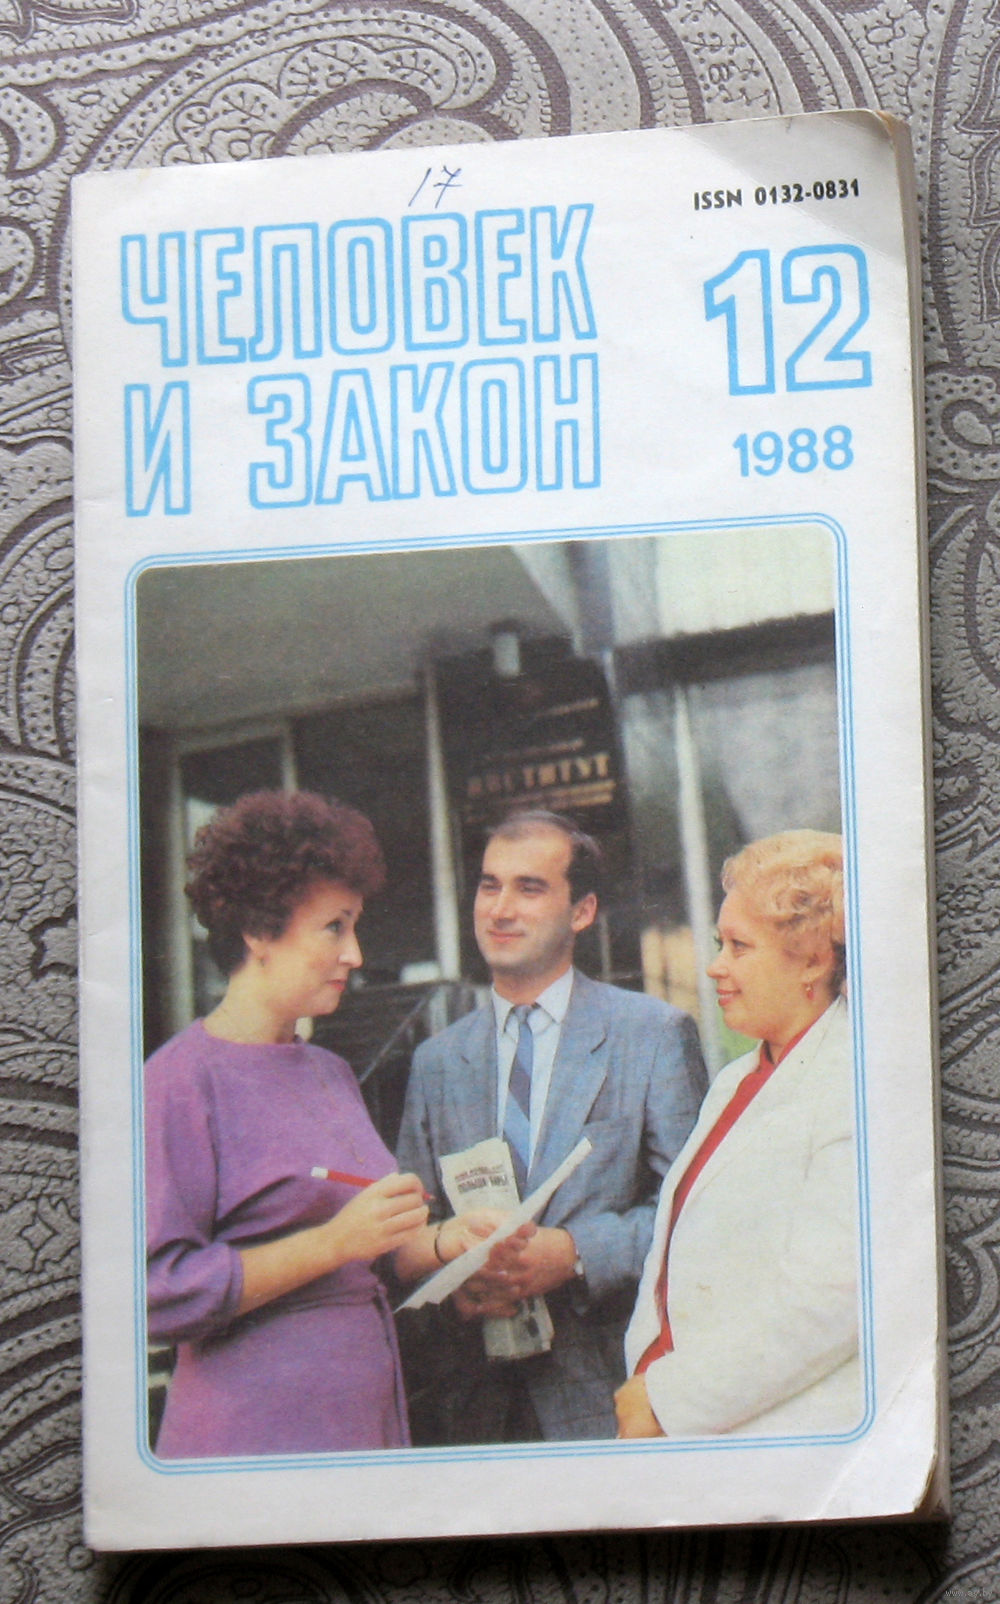 17
ISSN 0132-0831
ЧЕЛОВЕК
И ЗАКОН
12
1988
ИНСТИТУТ